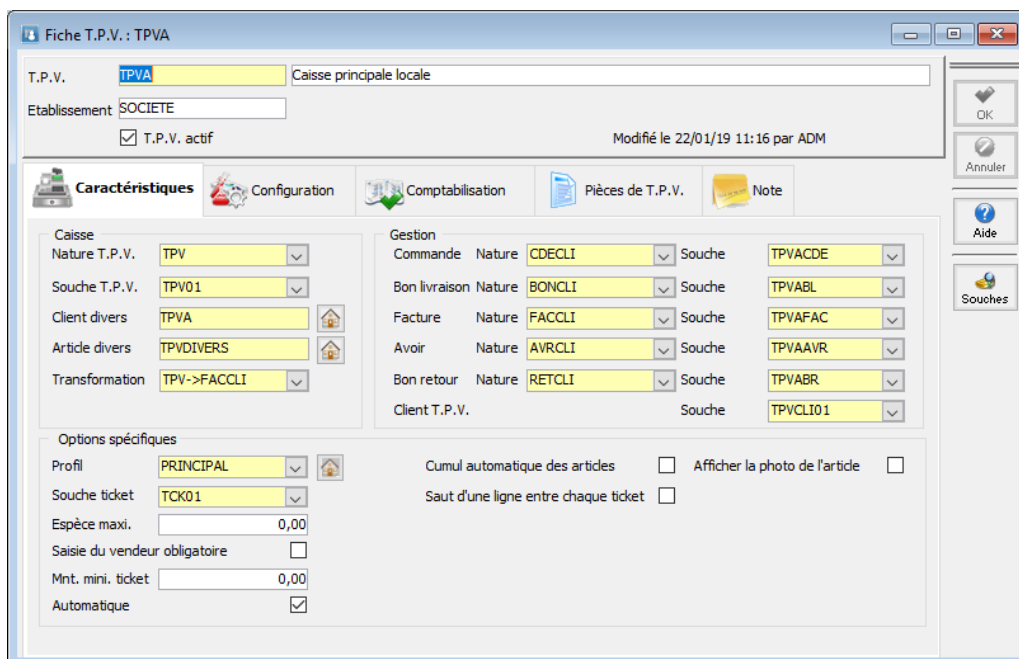 Fiche T.P.V. : TPVA
T.P.V. TPVA Caisse principale locale
Etablissement SOCIETE
T.P.V. actif Modifié le 22/01/19 11:16 par ADM
OK
Annuler
Aide
Souches
Caractéristiques Configuration Comptabilisation Pièces de T.P.V. Note
Caisse
Nature T.P.V. TPV
Souche T.P.V. TPV01
Client divers TPVA
Article divers TPVDIVERS
Transformation TPV->FACCLI
Gestion
Commande Nature CDECLI Souche TPVACDE
Bon livraison Nature BONCLI Souche TPVABL
Facture Nature FACCLI Souche TPVAFAC
Avoir Nature AVRCLI Souche TPVAAVR
Bon retour Nature RETCLI Souche TPVABR
Client T.P.V. Souche TPVCLI01
Options spécifiques
Profil PRINCIPAL Cumul automatique des articles Afficher la photo de l'article
Souche ticket TCK01 Saut d'une ligne entre chaque ticket
Espèce maxi. 0,00
Saisie du vendeur obligatoire
Mnt. mini. ticket 0,00
Automatique